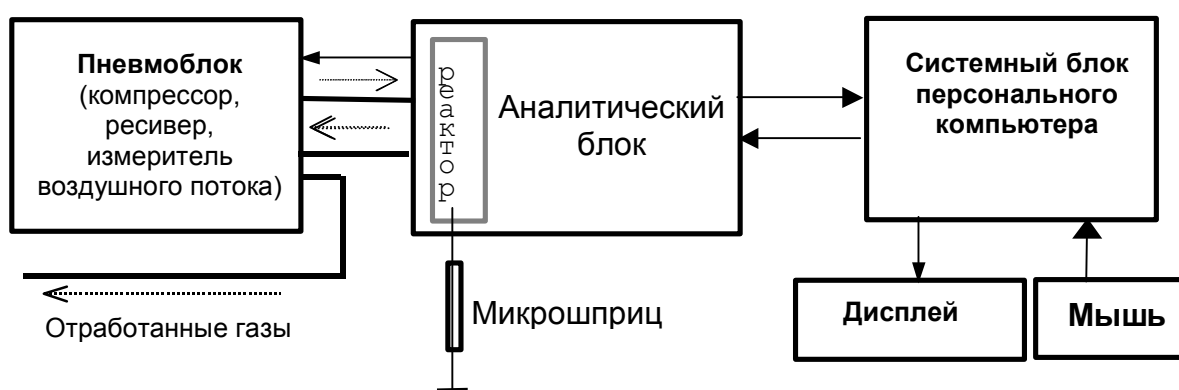 Пневмоблок
(компрессор,
ресивер,
измеритель
воздушного потока)
реактор
Аналитический
блок
Системный блок
персонального
компьютера
Микрошприц
Дисплей
Мышь
Отработанные газы